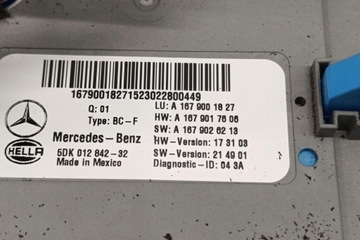 16790018271523022800449
Q: 01
Type: BC-F
Mercedes-Benz
HELLA
5DK 012 842-32
Made in Mexico
LU: A 167 900 18 27
HW: A 167 901 76 06
SW: A 167 902 62 13
HW-Version: 17 31 03
SW-Version: 21 49 01
Diagnostic-ID: 04 3A